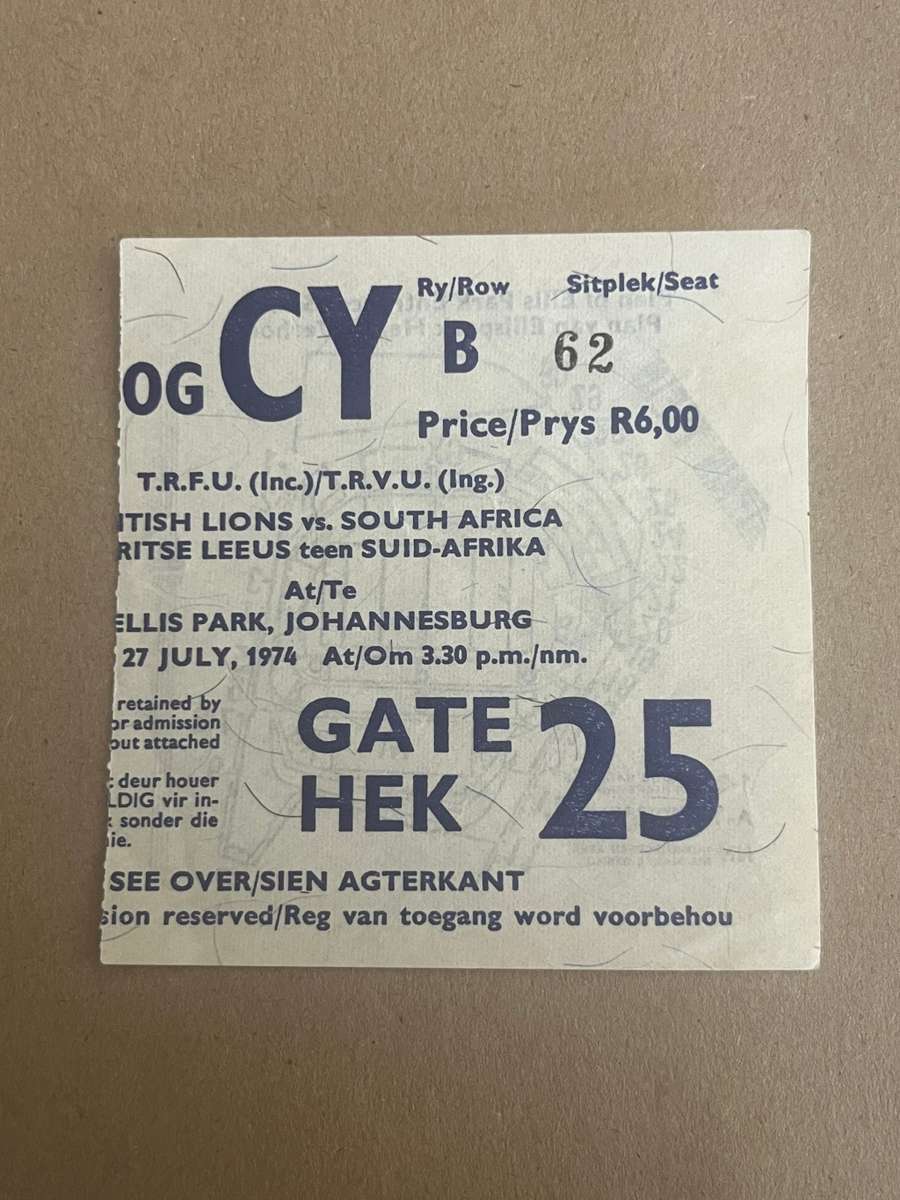 OG CY Ry/Row Sitplek/Seat
B 62
Price/Prys R6,00
T.R.F.U. (Inc.)/T.R.V.U. (Ing.)
ITISH LIONS vs. SOUTH AFRICA
RITSE LEEUS teen SUID-AFRIKA
At/Te
ELLIS PARK, JOHANNESBURG
27 JULY, 1974 At/Om 3.30 p.m./nm.
retained by
or admission
out attached
deur houer
LDIG vir in-
sonder die
ie.
GATE 25
HEK
SEE OVER/SIEN AGTERKANT
sion reserved/Reg van toegang word voorbehou